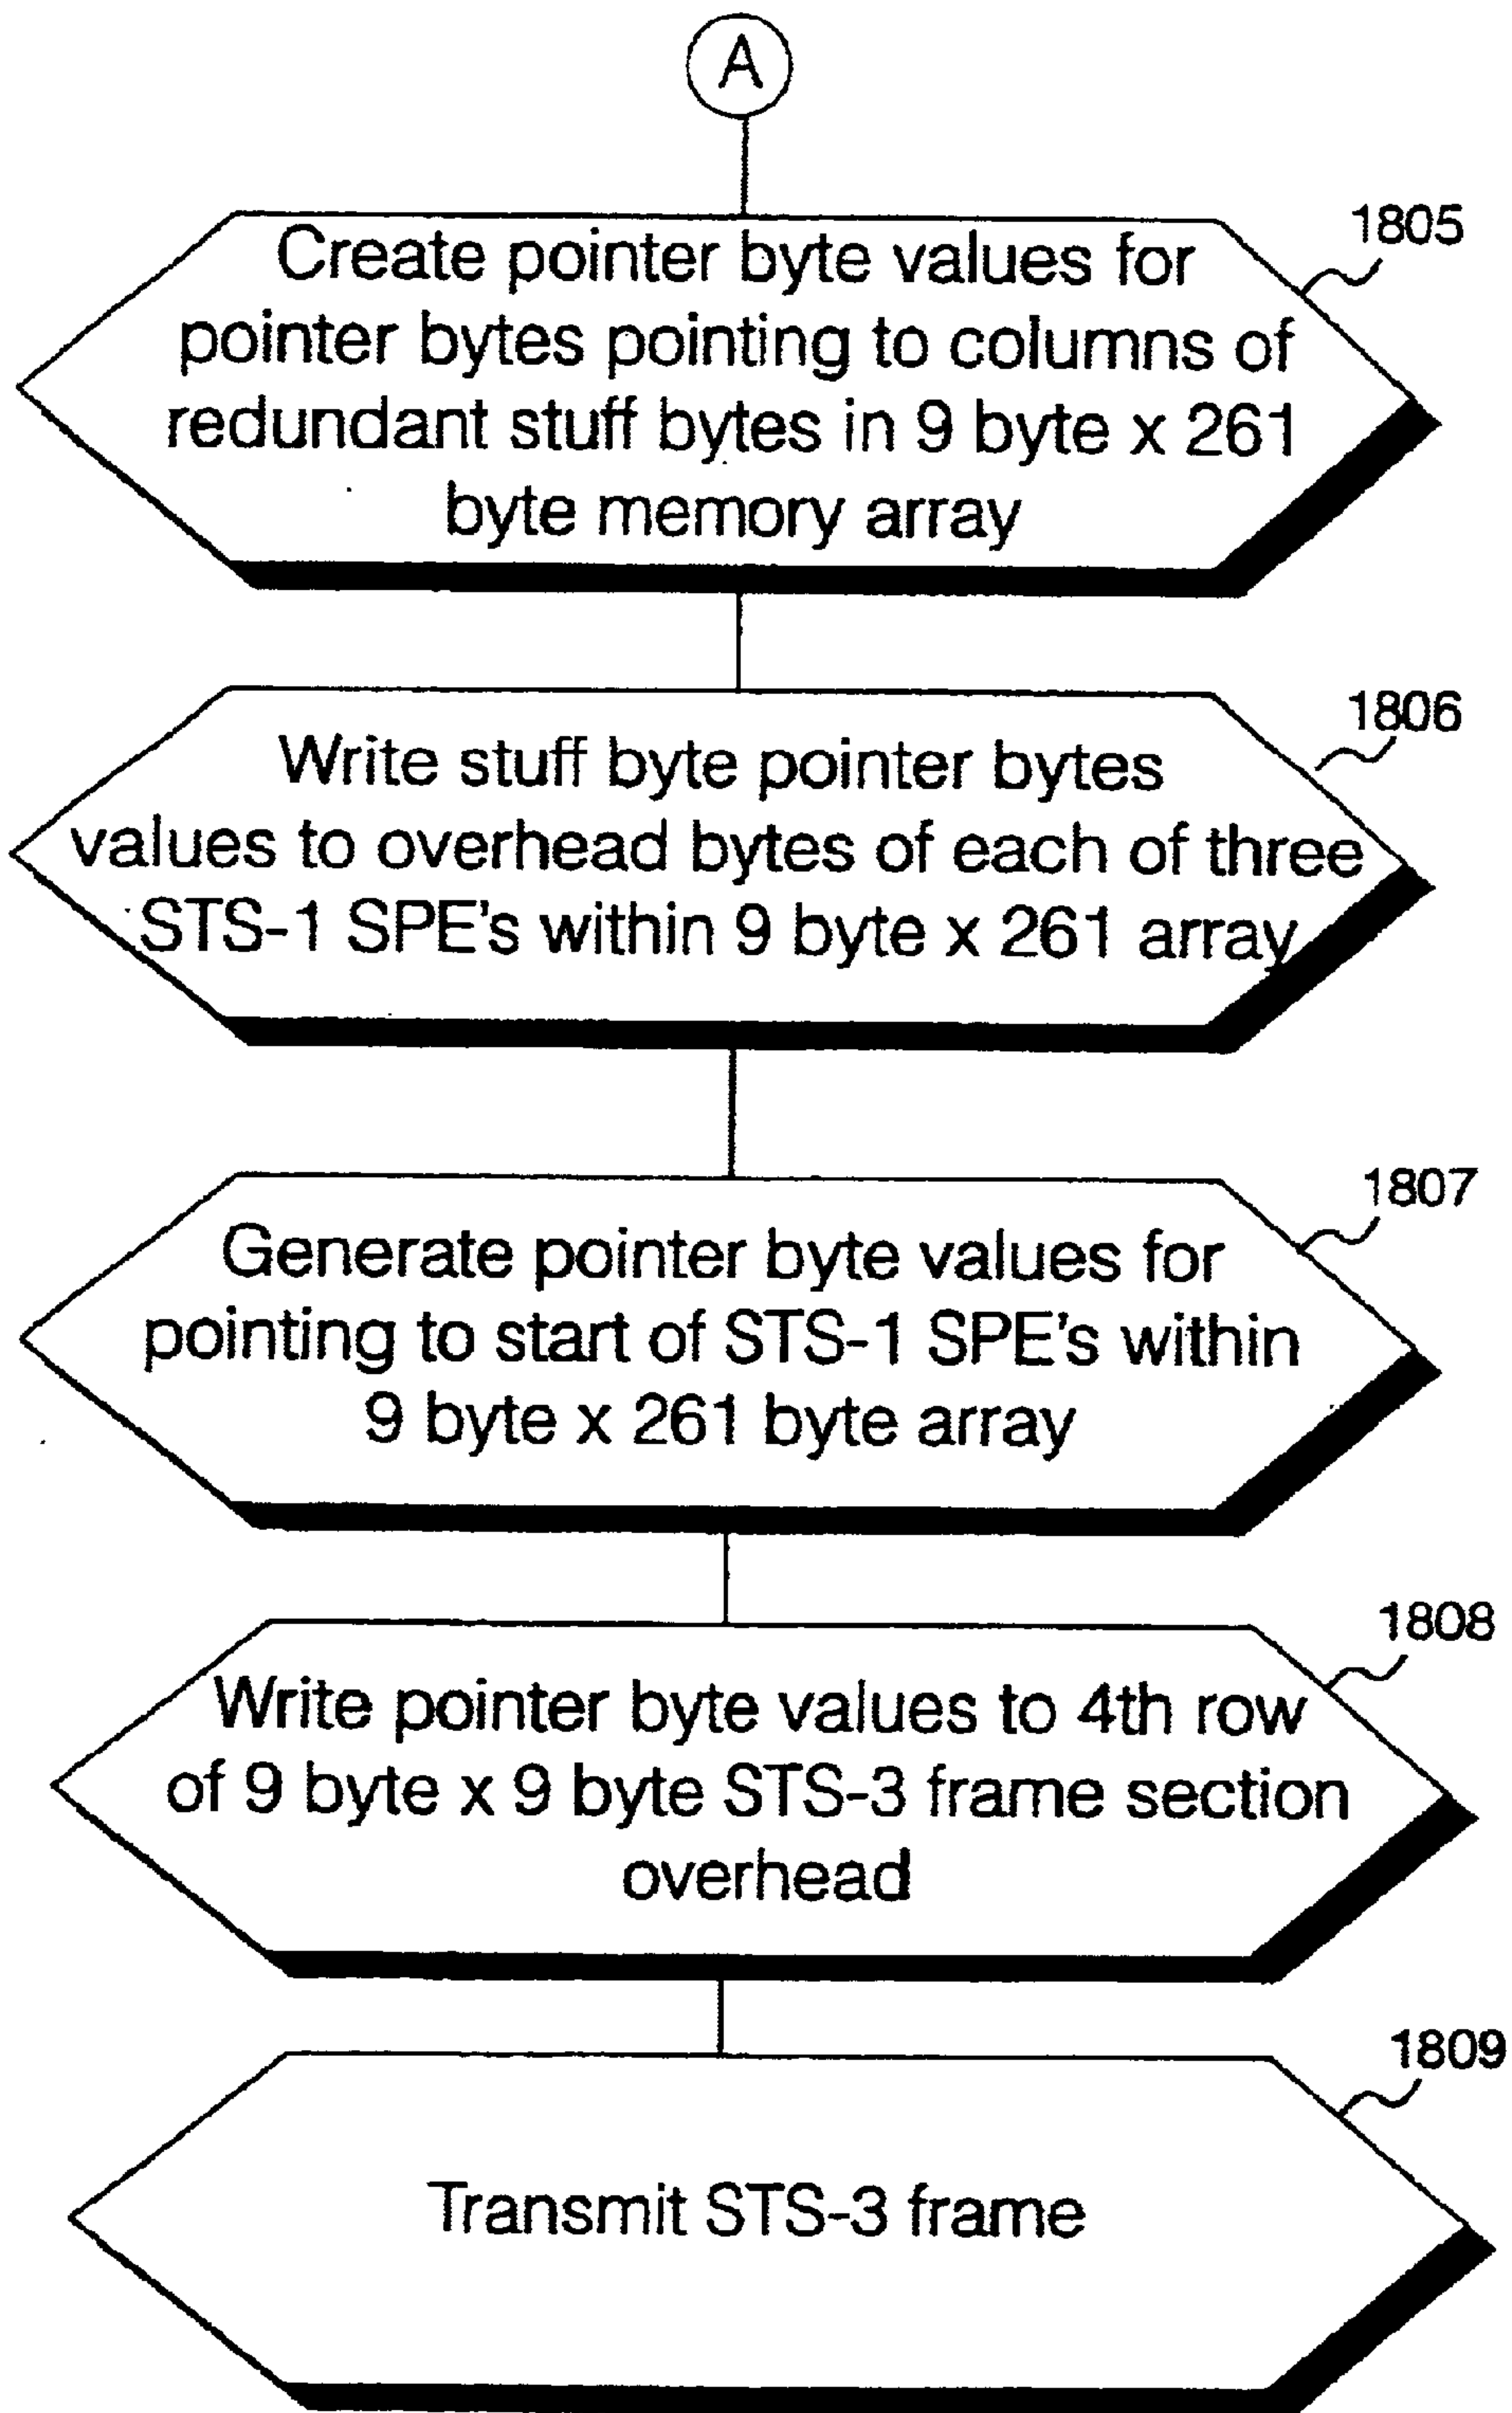 A
1805
Create pointer byte values for
pointer bytes pointing to columns of
redundant stuff bytes in 9 byte x 261
byte memory array
1806
Write stuff byte pointer bytes
values to overhead bytes of each of three
STS-1 SPE's within 9 byte x 261 array
1807
Generate pointer byte values for
pointing to start of STS-1 SPE's within
9 byte x 261 byte array
1808
Write pointer byte values to 4th row
of 9 byte x 9 byte STS-3 frame section
overhead
1809
Transmit STS-3 frame